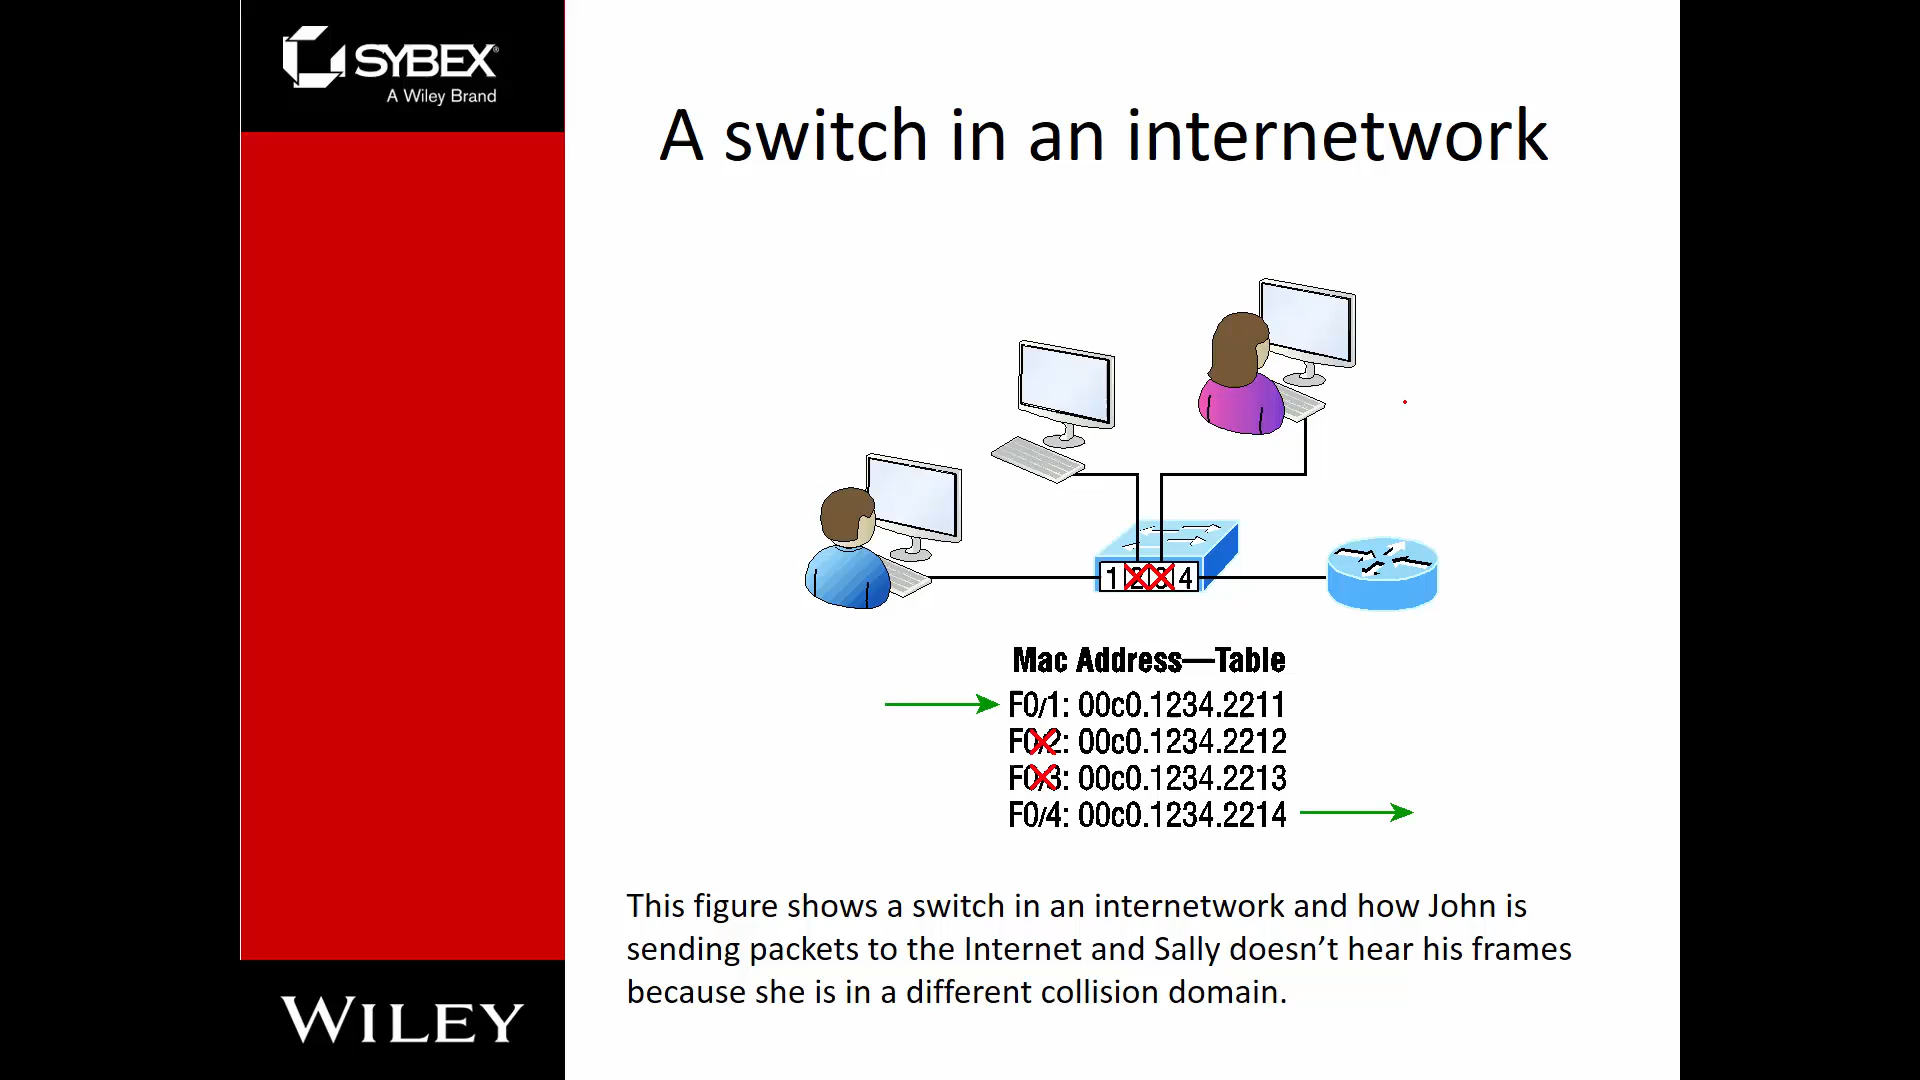 SYBEX®
A Wiley Brand
A switch in an internetwork
1 2 3 4
Mac Address—Table
F0/1: 00c0.1234.2211
F0/2: 00c0.1234.2212
F0/3: 00c0.1234.2213
F0/4: 00c0.1234.2214
This figure shows a switch in an internetwork and how John is
sending packets to the Internet and Sally doesn’t hear his frames
because she is in a different collision domain.
WILEY